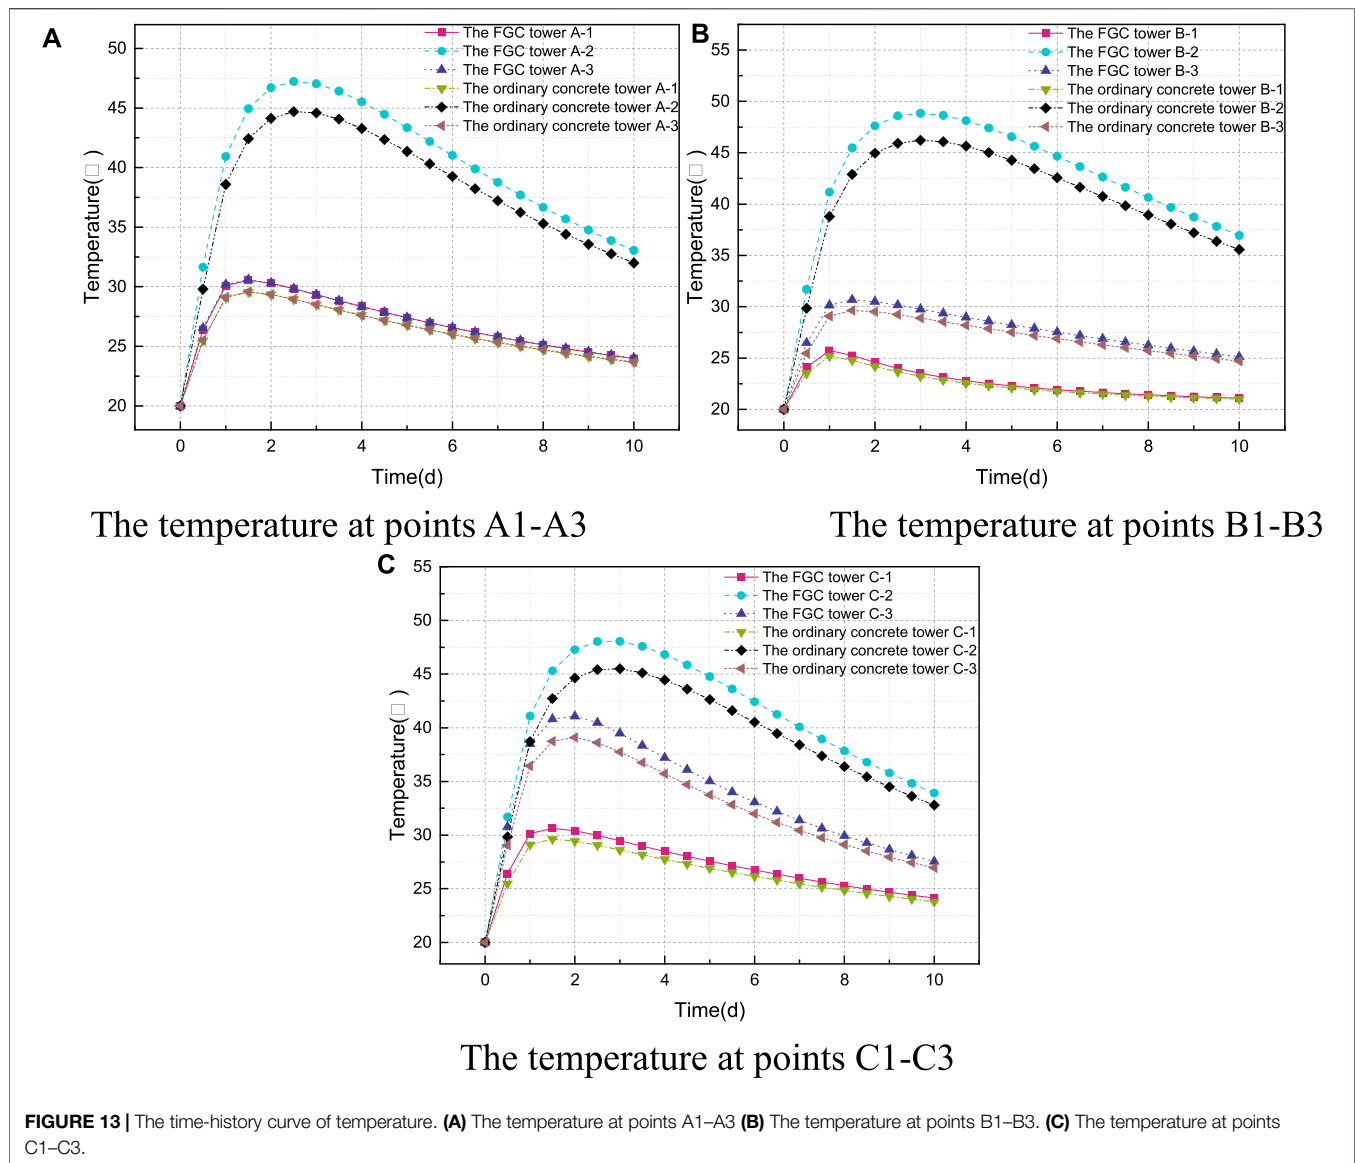 A
The FGC tower A-1
The FGC tower A-2
The FGC tower A-3
The ordinary concrete tower A-1
The ordinary concrete tower A-2
The ordinary concrete tower A-3
50
45
40
35
30
25
20
Temperature(□)
0 2 4 6 8 10
Time(d)
The temperature at points A1-A3
B
The FGC tower B-1
The FGC tower B-2
The FGC tower B-3
The ordinary concrete tower B-1
The ordinary concrete tower B-2
The ordinary concrete tower B-3
55
50
45
40
35
30
25
20
Temperature(□)
0 2 4 6 8 10
Time(d)
The temperature at points B1-B3
C
The FGC tower C-1
The FGC tower C-2
The FGC tower C-3
The ordinary concrete tower C-1
The ordinary concrete tower C-2
The ordinary concrete tower C-3
55
50
45
40
35
30
25
20
Temperature(□)
0 2 4 6 8 10
Time(d)
The temperature at points C1-C3
FIGURE 13 | The time-history curve of temperature. (A) The temperature at points A1–A3 (B) The temperature at points B1–B3. (C) The temperature at points
C1–C3.